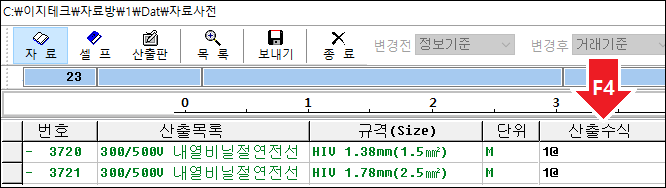 C:￦이지테크￦자료방￦1￦Dat￦자료사전
자 료 셀 프 산출판 목 록 보내기 종 료 변경전 정보기준 변경후 거래기준
23
F4
0 1 2 3
번호 산출목록 규격(Size) 단위 산출수식
- 3720 300/500V 내열비닐절연전선 HIV 1.38mm(1.5㎟) M 1@
- 3721 300/500V 내열비닐절연전선 HIV 1.78mm(2.5㎟) M 1@